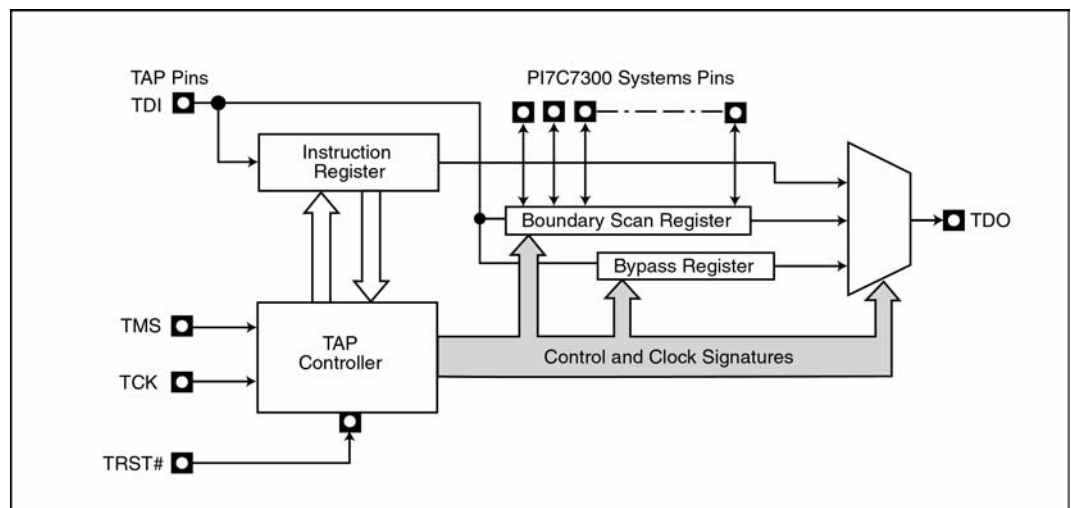 TAP Pins
TDI
PI7C7300 Systems Pins
Instruction
Register
Boundary Scan Register
TDO
Bypass Register
TMS
TAP
Controller
Control and Clock Signatures
TCK
TRST#